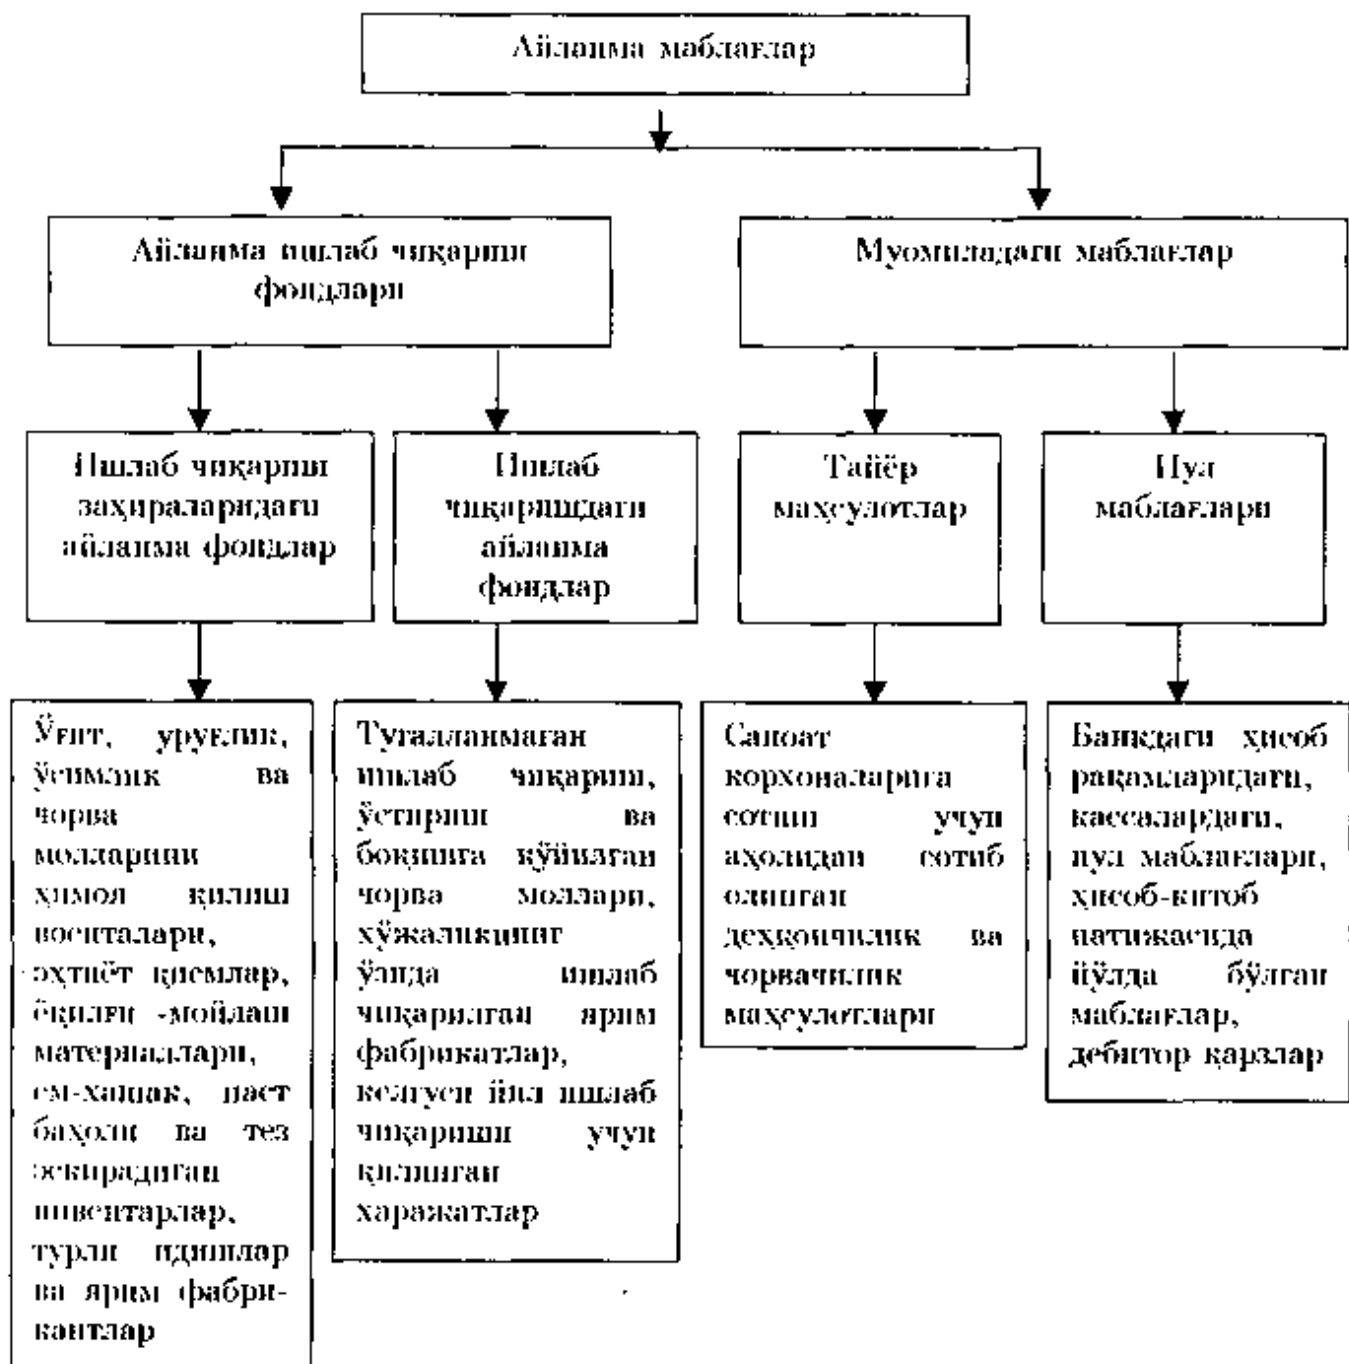 Айланма маблағлар
Айланма ишлаб чиқариш
фондлари
Муомиладаги маблағлар
Ишлаб чиқариш
заҳираларидаги
айланма фондлар
Ишлаб
чиқаришдаги
айланма
фондлар
Тайёр
маҳсулотлар
Пул
маблағлари
Ўғит, уруғлик,
ўсимлик ва
чорва
молларини
ҳимоя қилиш
воситалари,
эҳтиёт қисмлар,
ёқилғи -мойлаш
материаллари,
ем-хашак, паст
баҳоли ва тез
эскирадиган
инвентарлар,
турли идишлар
ва ярим фабри-
кантлар
Тугалланмаган
ишлаб чиқариш,
ўстириш ва
боқишга қўйилган
чорва моллари,
хўжаликнинг
ўзида ишлаб
чиқарилган ярим
фабрикатлар,
келгуси йил ишлаб
чиқариши учун
қилинган
харажатлар
Саноат
корхоналарига
сотиш учун
аҳолидан сотиб
олинган
деҳқончилик ва
чорвачилик
маҳсулотлари
Банкдаги ҳисоб
рақамларидаги,
кассалардаги,
пул маблағлари,
ҳисоб-китоб
натижасида
йўлда бўлган
маблағлар,
дебитор қарзлар